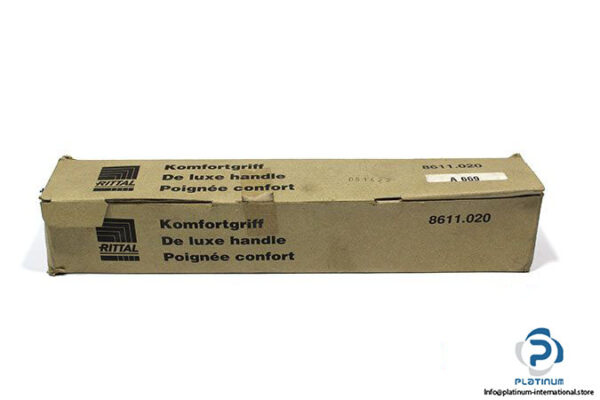 RITTAL
Komfortgriff
De luxe handle
Poignée confort
8611.020
051422
A 669
RITTAL
Komfortgriff
De luxe handle
Poignée confort
8611.020
PLATINUM
Info@platinum-international.store